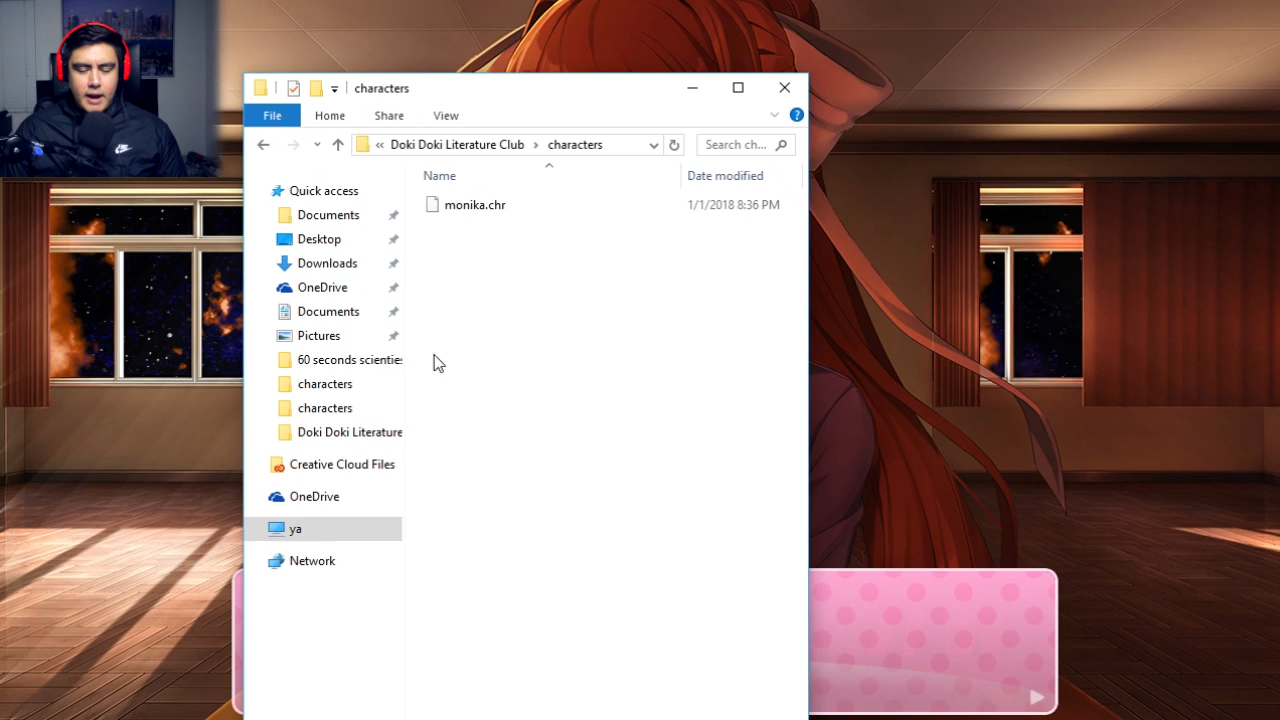 characters
File Home Share View
« Doki Doki Literature Club › characters
Search ch...
Name Date modified
monika.chr 1/1/2018 8:36 PM
Quick access
Documents
Desktop
Downloads
OneDrive
Documents
Pictures
60 seconds scienties
characters
characters
Doki Doki Literature
Creative Cloud Files
OneDrive
ya
Network